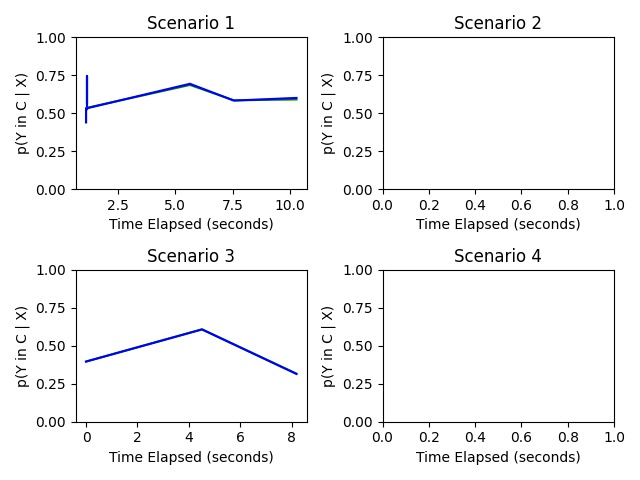 Scenario 1
1.00
0.75
0.50
0.25
0.00
p(Y in C | X)
2.5 5.0 7.5 10.0
Time Elapsed (seconds)
Scenario 2
1.00
0.75
0.50
0.25
0.00
p(Y in C | X)
0.0 0.2 0.4 0.6 0.8 1.0
Time Elapsed (seconds)
Scenario 3
1.00
0.75
0.50
0.25
0.00
p(Y in C | X)
0 2 4 6 8
Time Elapsed (seconds)
Scenario 4
1.00
0.75
0.50
0.25
0.00
p(Y in C | X)
0.0 0.2 0.4 0.6 0.8 1.0
Time Elapsed (seconds)